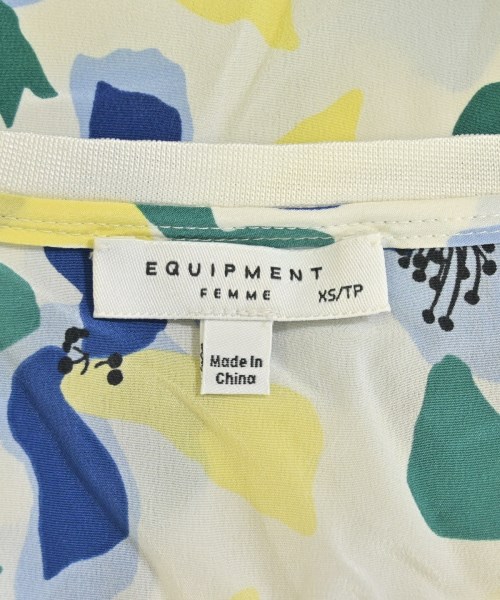 EQUIPMENT
FEMME XS/TP
Made In
China